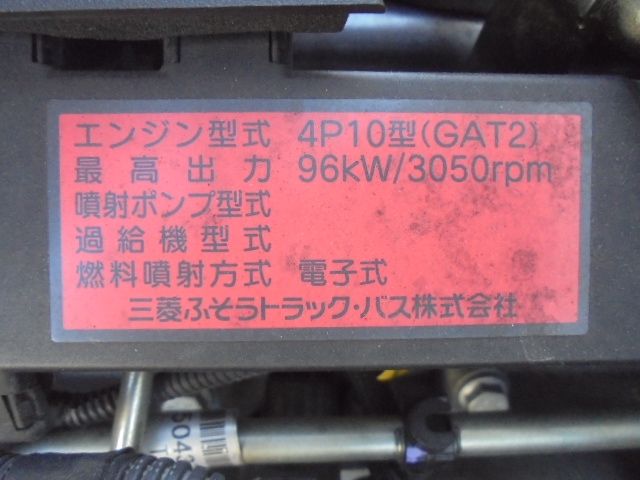 エンジン型式 4P10型(GAT2)
最高出力 96kW/3050rpm
噴射ポンプ型式
過給機型式
燃料噴射方式 電子式
三菱ふそうトラック・バス株式会社